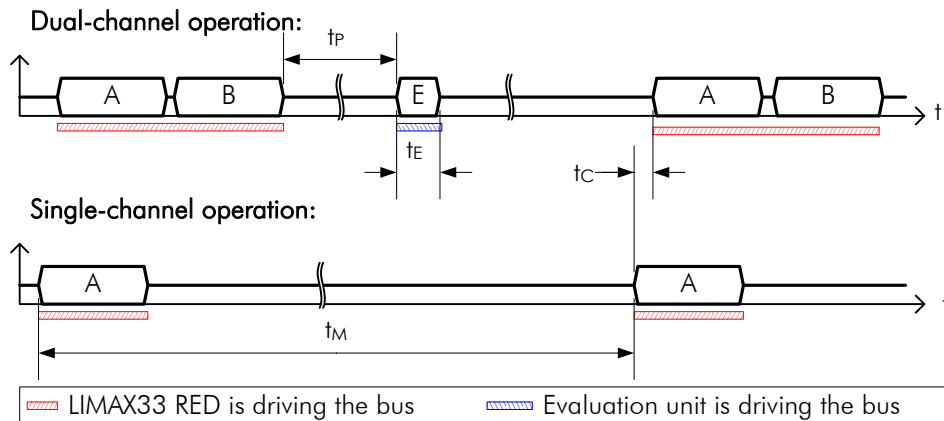 Dual-channel operation:
tP
A B E A B
t
tE
tC
Single-channel operation:
A A
tM
LIMAX33 RED is driving the bus Evaluation unit is driving the bus